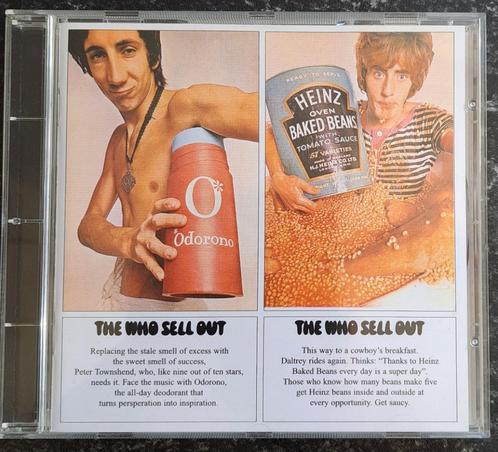 O*
Odorono
READY TO SERVE
HEINZ
OVEN
BAKED BEANS
WITH
TOMATO SAUCE
57 VARIETIES
H.J. HEINZ CO. LTD.
THE WHO SELL OUT
Replacing the stale smell of excess with
the sweet smell of success,
Peter Townshend, who, like nine out of ten stars,
needs it. Face the music with Odorono,
the all-day deodorant that
turns persperation into inspiration.
THE WHO SELL OUT
This way to a cowboy's breakfast.
Daltrey rides again. Thinks: "Thanks to Heinz
Baked Beans every day is a super day".
Those who know how many beans make five
get Heinz beans inside and outside at
every opportunity. Get saucy.